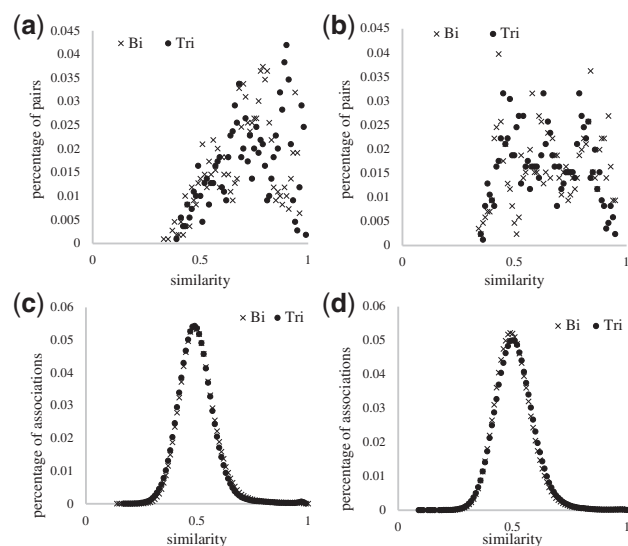 (a)
× Bi ● Tri
percentage of pairs
0.045
0.04
0.035
0.03
0.025
0.02
0.015
0.01
0.005
0
0 0.5 1
similarity
(b)
× Bi ● Tri
percentage of pairs
0.045
0.04
0.035
0.03
0.025
0.02
0.015
0.01
0.005
0
0 0.5 1
similarity
(c)
× Bi ● Tri
percentage of associations
0.06
0.05
0.04
0.03
0.02
0.01
0
0 0.5 1
similarity
(d)
× Bi ● Tri
percentage of associations
0.06
0.05
0.04
0.03
0.02
0.01
0
0 0.5 1
similarity